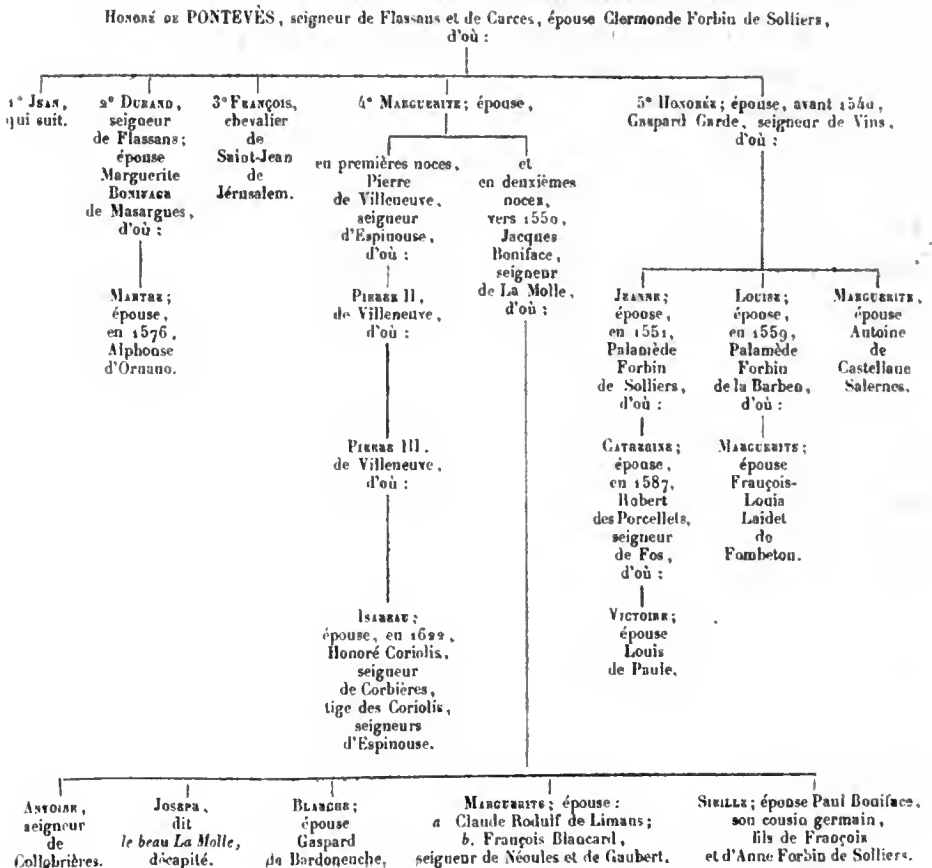 Honoré de PONTEVÈS, seigneur de Flassans et de Carces, épouse Clermonde Forbin de Solliers,
d'où :
1° Jean,
qui suit.
2° Durand,
seigneur
de Flassans ;
épouse
Marguerite
Boniface
de Masargues,
d'où :
Marthe ;
épouse,
en 1576,
Alphonse
d'Ornano.
3° François,
chevalier
de
Saint-Jean
de
Jérusalem.
4° Marguerite ; épouse,
en premières noces,
Pierre
de Villeneuve,
seigneur
d'Espinouse,
d'où :
Pierre II,
de Villeneuve,
d'où :
Pierre III,
de Villeneuve,
d'où :
Isabeau ;
épouse, en 1622,
Honoré Coriolis,
seigneur
de Corbières,
tige des Coriolis,
seigneurs
d'Espinouse.
et
en deuxièmes
noces,
vers 1550,
Jacques
Boniface,
seigneur
de La Molle,
d'où :
5° Honorée ; épouse, avant 1540,
Gaspard Garde, seigneur de Vins,
d'où :
Jeanne ;
épouse,
en 1551,
Palamède
Forbin
de Solliers,
d'où :
Catherine ;
épouse,
en 1587,
Robert
des Porcellets,
seigneur
de Fos,
d'où :
Victoire ;
épouse
Louis
de Paule.
Louise ;
épouse,
en 1559,
Palamède
Forbin
de la Barben,
d'où :
Marguerite ;
épouse
François-
Louis
Laidet
de
Fombeton.
Marguerite,
épouse
Antoine
de
Castellane
Salernes.
Antoine,
seigneur
de
Collobrières.
Joseph,
dit
le beau La Molle,
décapité.
Blanche ;
épouse
Gaspard
de Bardonenche.
Marguerite ; épouse :
a Claude Rodulf de Limans ;
b. François Blancard,
seigneur de Néoules et de Gaubert.
Sibille ; épouse Paul Boniface,
son cousin germain,
fils de François
et d'Anne Forbin de Solliers.